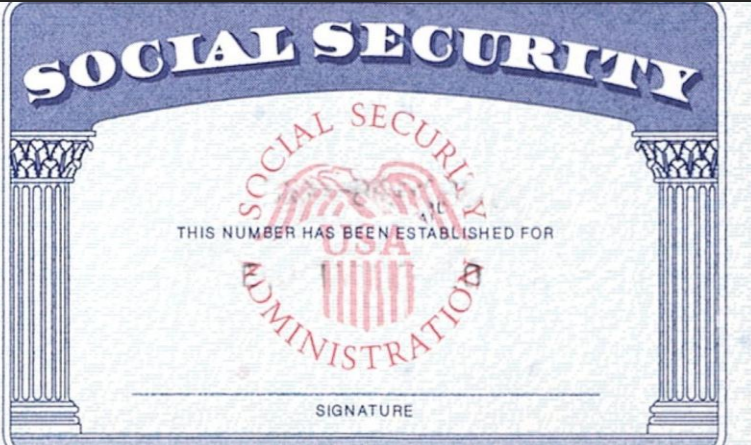 SOCIAL SECURITY
SOCIAL SECURITY
USA
THIS NUMBER HAS BEEN ESTABLISHED FOR
ADMINISTRATION
SIGNATURE